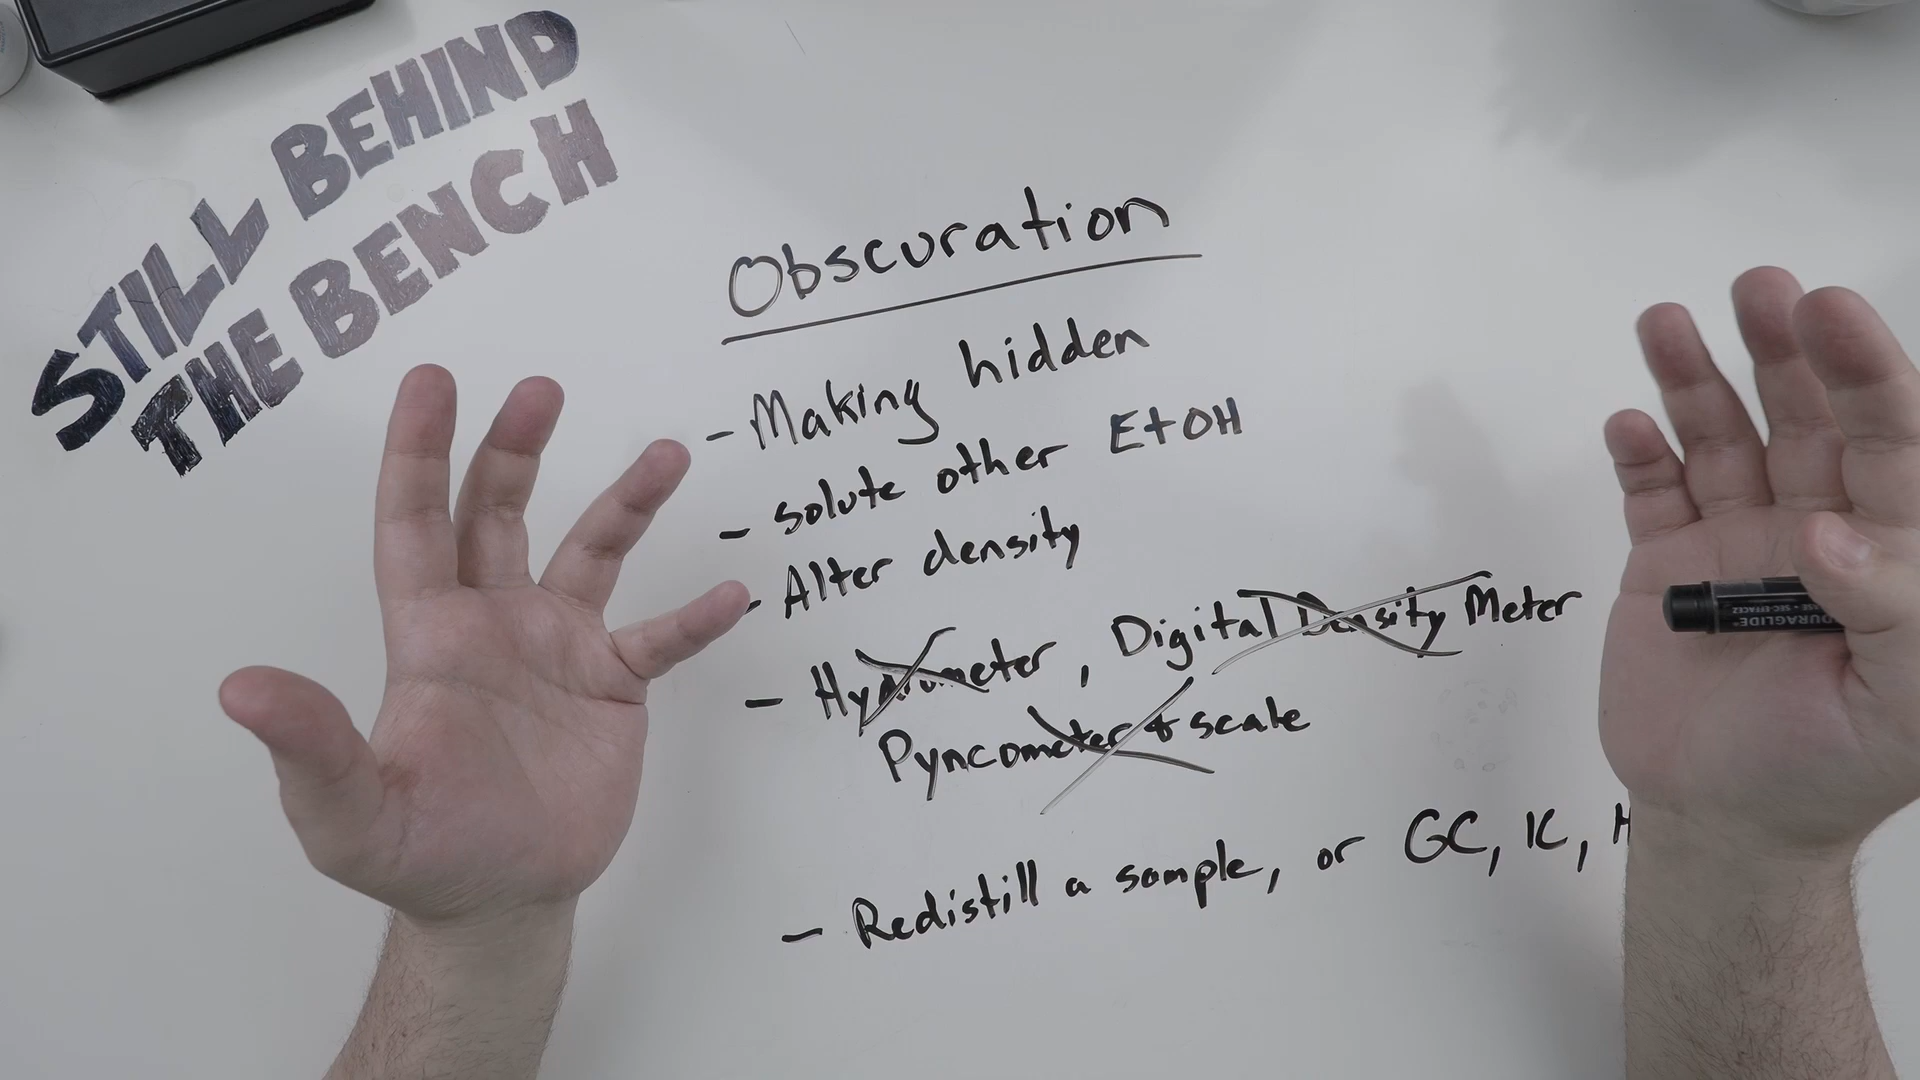 STILL BEHIND
THE BENCH
Obscuration
- Making hidden
- solute other EtOH
- Alter density
- Hydrometer, Digital Density Meter
Pyncometer & scale
- Redistill a sample, or GC, IC, H
DURAGLIDE